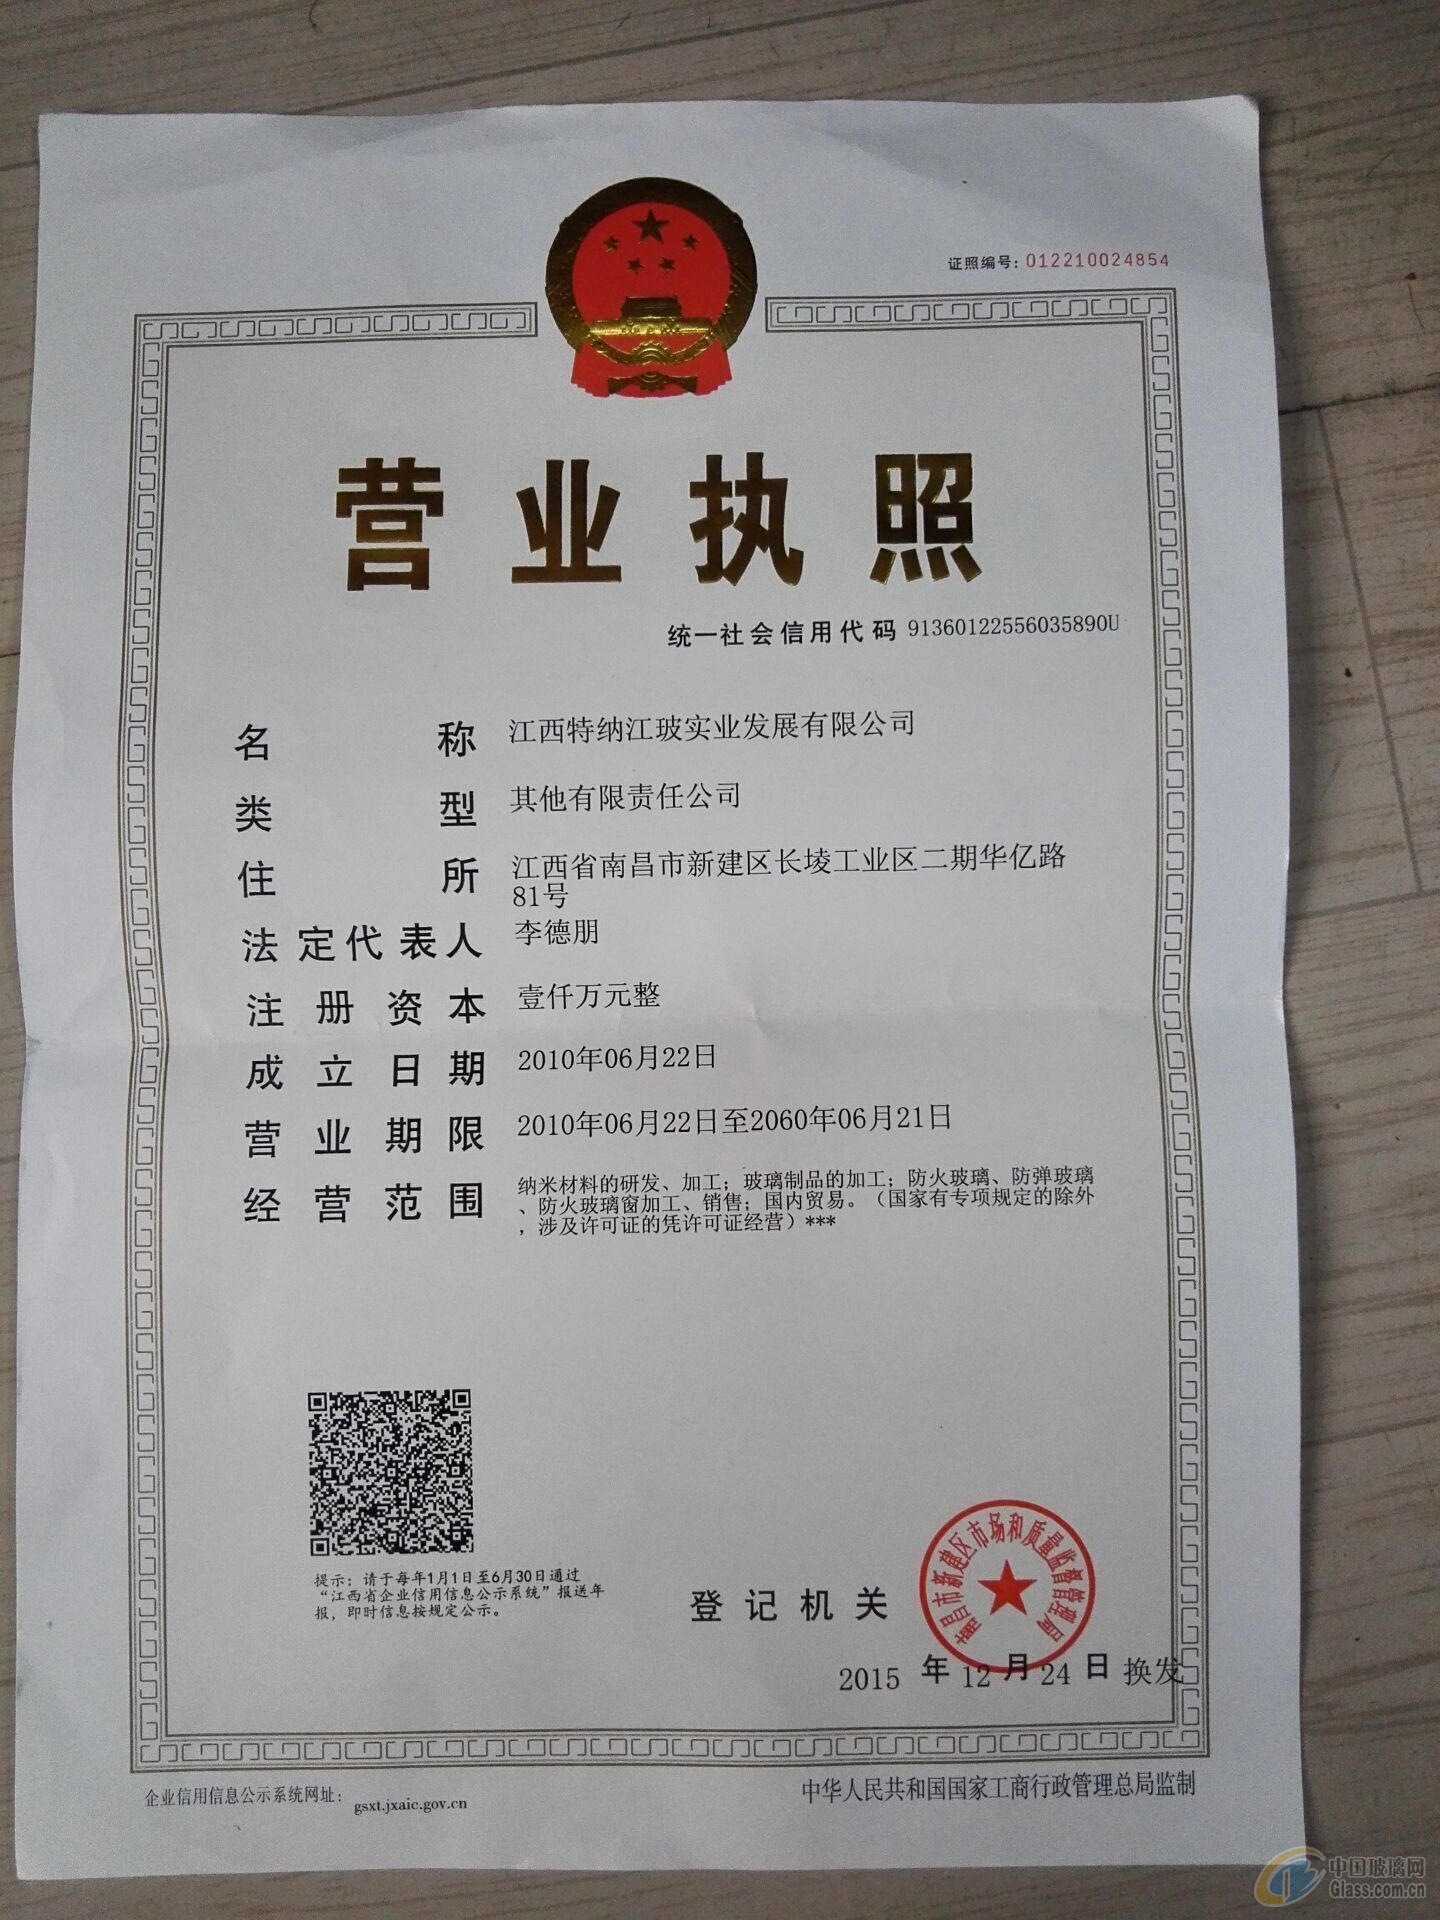 证照编号:012210024854
营业执照
统一社会信用代码 91360122556035890U
名称 江西特纳江玻实业发展有限公司
类型 其他有限责任公司
住所 江西省南昌市新建区长堎工业区二期华亿路
81号
法定代表人 李德朋
注册资本 壹仟万元整
成立日期 2010年06月22日
营业期限 2010年06月22日至2060年06月21日
经营范围 纳米材料的研发、加工；玻璃制品的加工；防火玻璃、防弹玻璃
、防火玻璃窗加工、销售；国内贸易。（国家有专项规定的除外
，涉及许可证的凭许可证经营）***
提示：请于每年1月1日至6月30日通过
“江西省企业信用信息公示系统”报送年
报，即时信息按规定公示。
登记机关
南昌市新建区市场和质量监督管理局
2015 年 12 月 24 日 换发
企业信用信息公示系统网址： gsxt.jxaic.gov.cn
中华人民共和国国家工商行政管理总局监制
中国玻璃网
Glass.com.cn